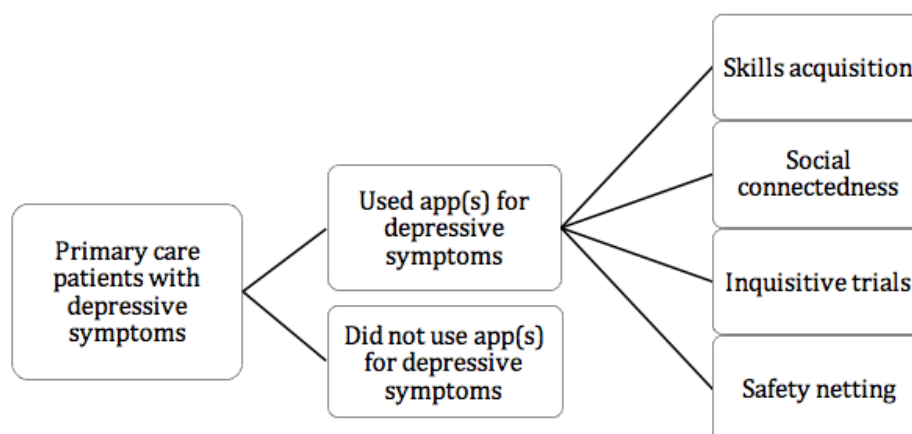 Primary care
patients with
depressive
symptoms
Used app(s) for
depressive
symptoms
Did not use app(s)
for depressive
symptoms
Skills acquisition
Social
connectedness
Inquisitive trials
Safety netting